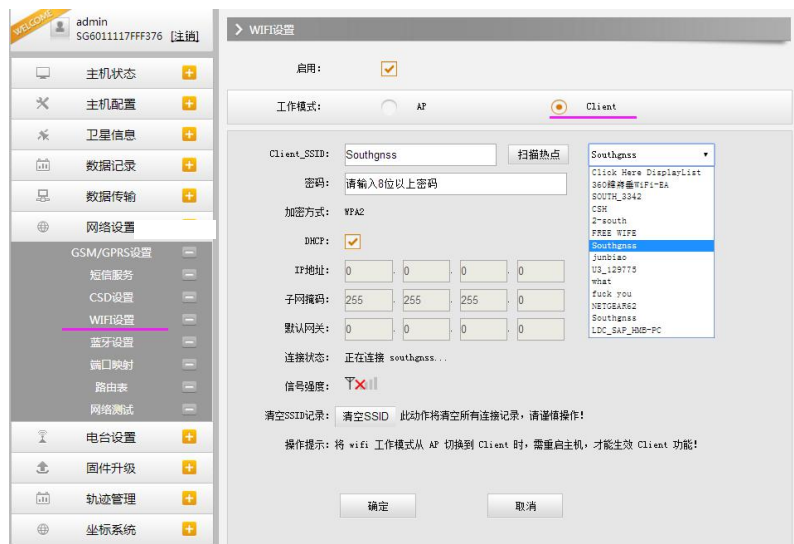 WELCOME
admin
SG6011117FFF376 [注销]
主机状态
主机配置
卫星信息
数据记录
数据传输
网络设置
GSM/GPRS设置
短信服务
CSD设置
WIFI设置
蓝牙设置
端口映射
路由表
网络测试
电台设置
固件升级
轨迹管理
坐标系统
WIFI设置
启用:
工作模式: AP Client
Client_SSID: Southgnss 扫描热点 Southgnss
密码: 请输入8位以上密码
加密方式: WPA2
DHCP:
IP地址: 0 . 0 . 0 . 0
子网掩码: 255 . 255 . 255 . 0
默认网关: 0 . 0 . 0 . 0
连接状态: 正在连接 southgnss...
信号强度:
清空SSID记录: 清空SSID 此动作将清空所有连接记录,请谨慎操作!
操作提示: 将 wifi 工作模式从 AP 切换到 Client 时,需重启主机,才能生效 Client 功能!
确定 取消
Click Here DisplayList
WiFi-EA
SOUTH_3342
CSH
2-south
FREE WIFE
Southgnss
junbiao
U3_129775
what
fuck you
NETGEAR62
Southgnss
LDC_SAP_HMB-PC